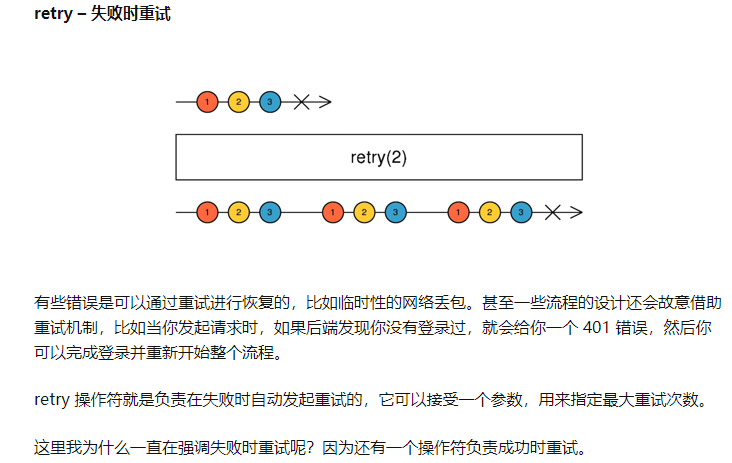 retry – 失败时重试
1 2 3
retry(2)
1 2 3 1 2 3 1 2 3
有些错误是可以通过重试进行恢复的，比如临时性的网络丢包。甚至一些流程的设计还会故意借助
重试机制，比如当你发起请求时，如果后端发现你没有登录过，就会给你一个 401 错误，然后你
可以完成登录并重新开始整个流程。
retry 操作符就是负责在失败时自动发起重试的，它可以接受一个参数，用来指定最大重试次数。
这里我为什么一直在强调失败时重试呢？因为还有一个操作符负责成功时重试。